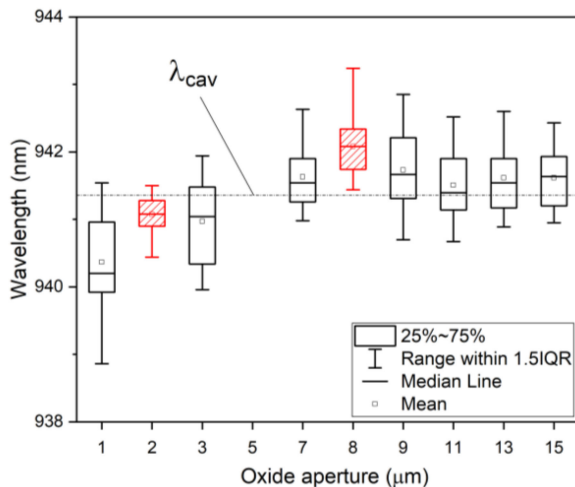 944
942
940
938
Wavelength (nm)
λcav
25%~75%
Range within 1.5IQR
Median Line
Mean
1 2 3 5 7 8 9 11 13 15
Oxide aperture (μm)